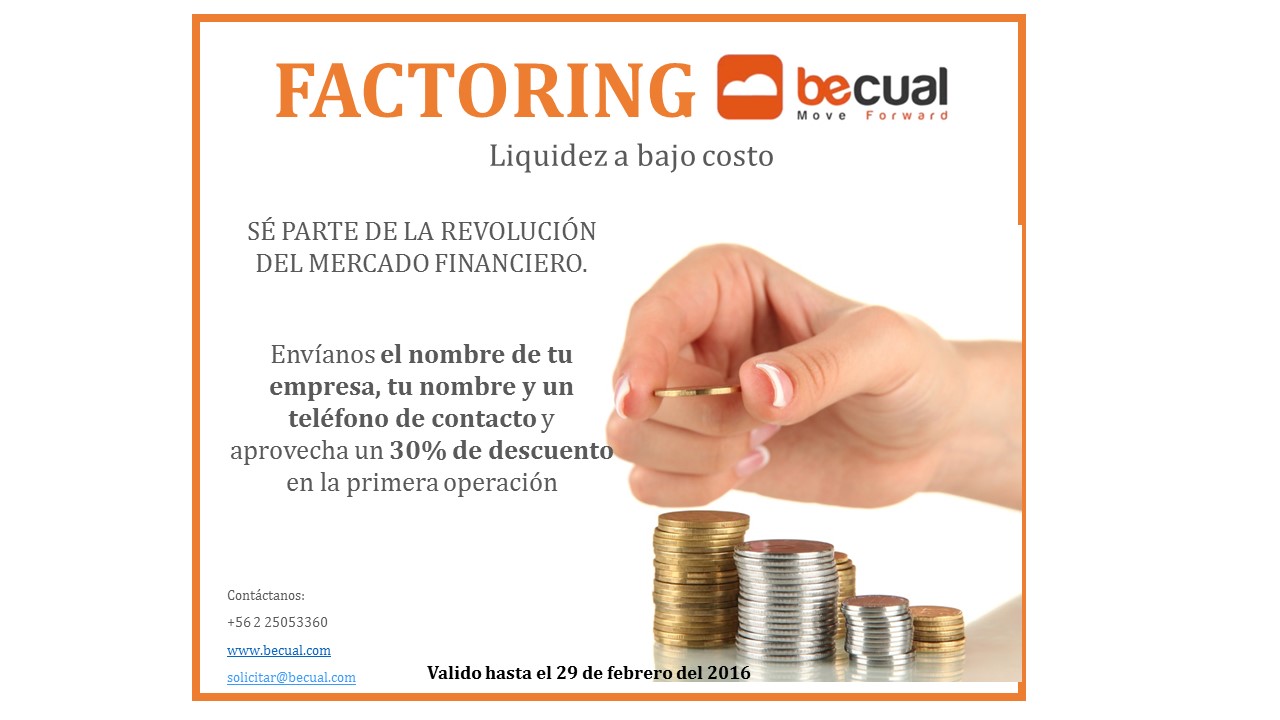 FACTORING
becual
Move Forward
Liquidez a bajo costo
SÉ PARTE DE LA REVOLUCIÓN
DEL MERCADO FINANCIERO.
Envíanos el nombre de tu
empresa, tu nombre y un
teléfono de contacto y
aprovecha un 30% de descuento
en la primera operación
Contáctanos:
+56 2 25053360
www.becual.com
solicitar@becual.com
Valido hasta el 29 de febrero del 2016